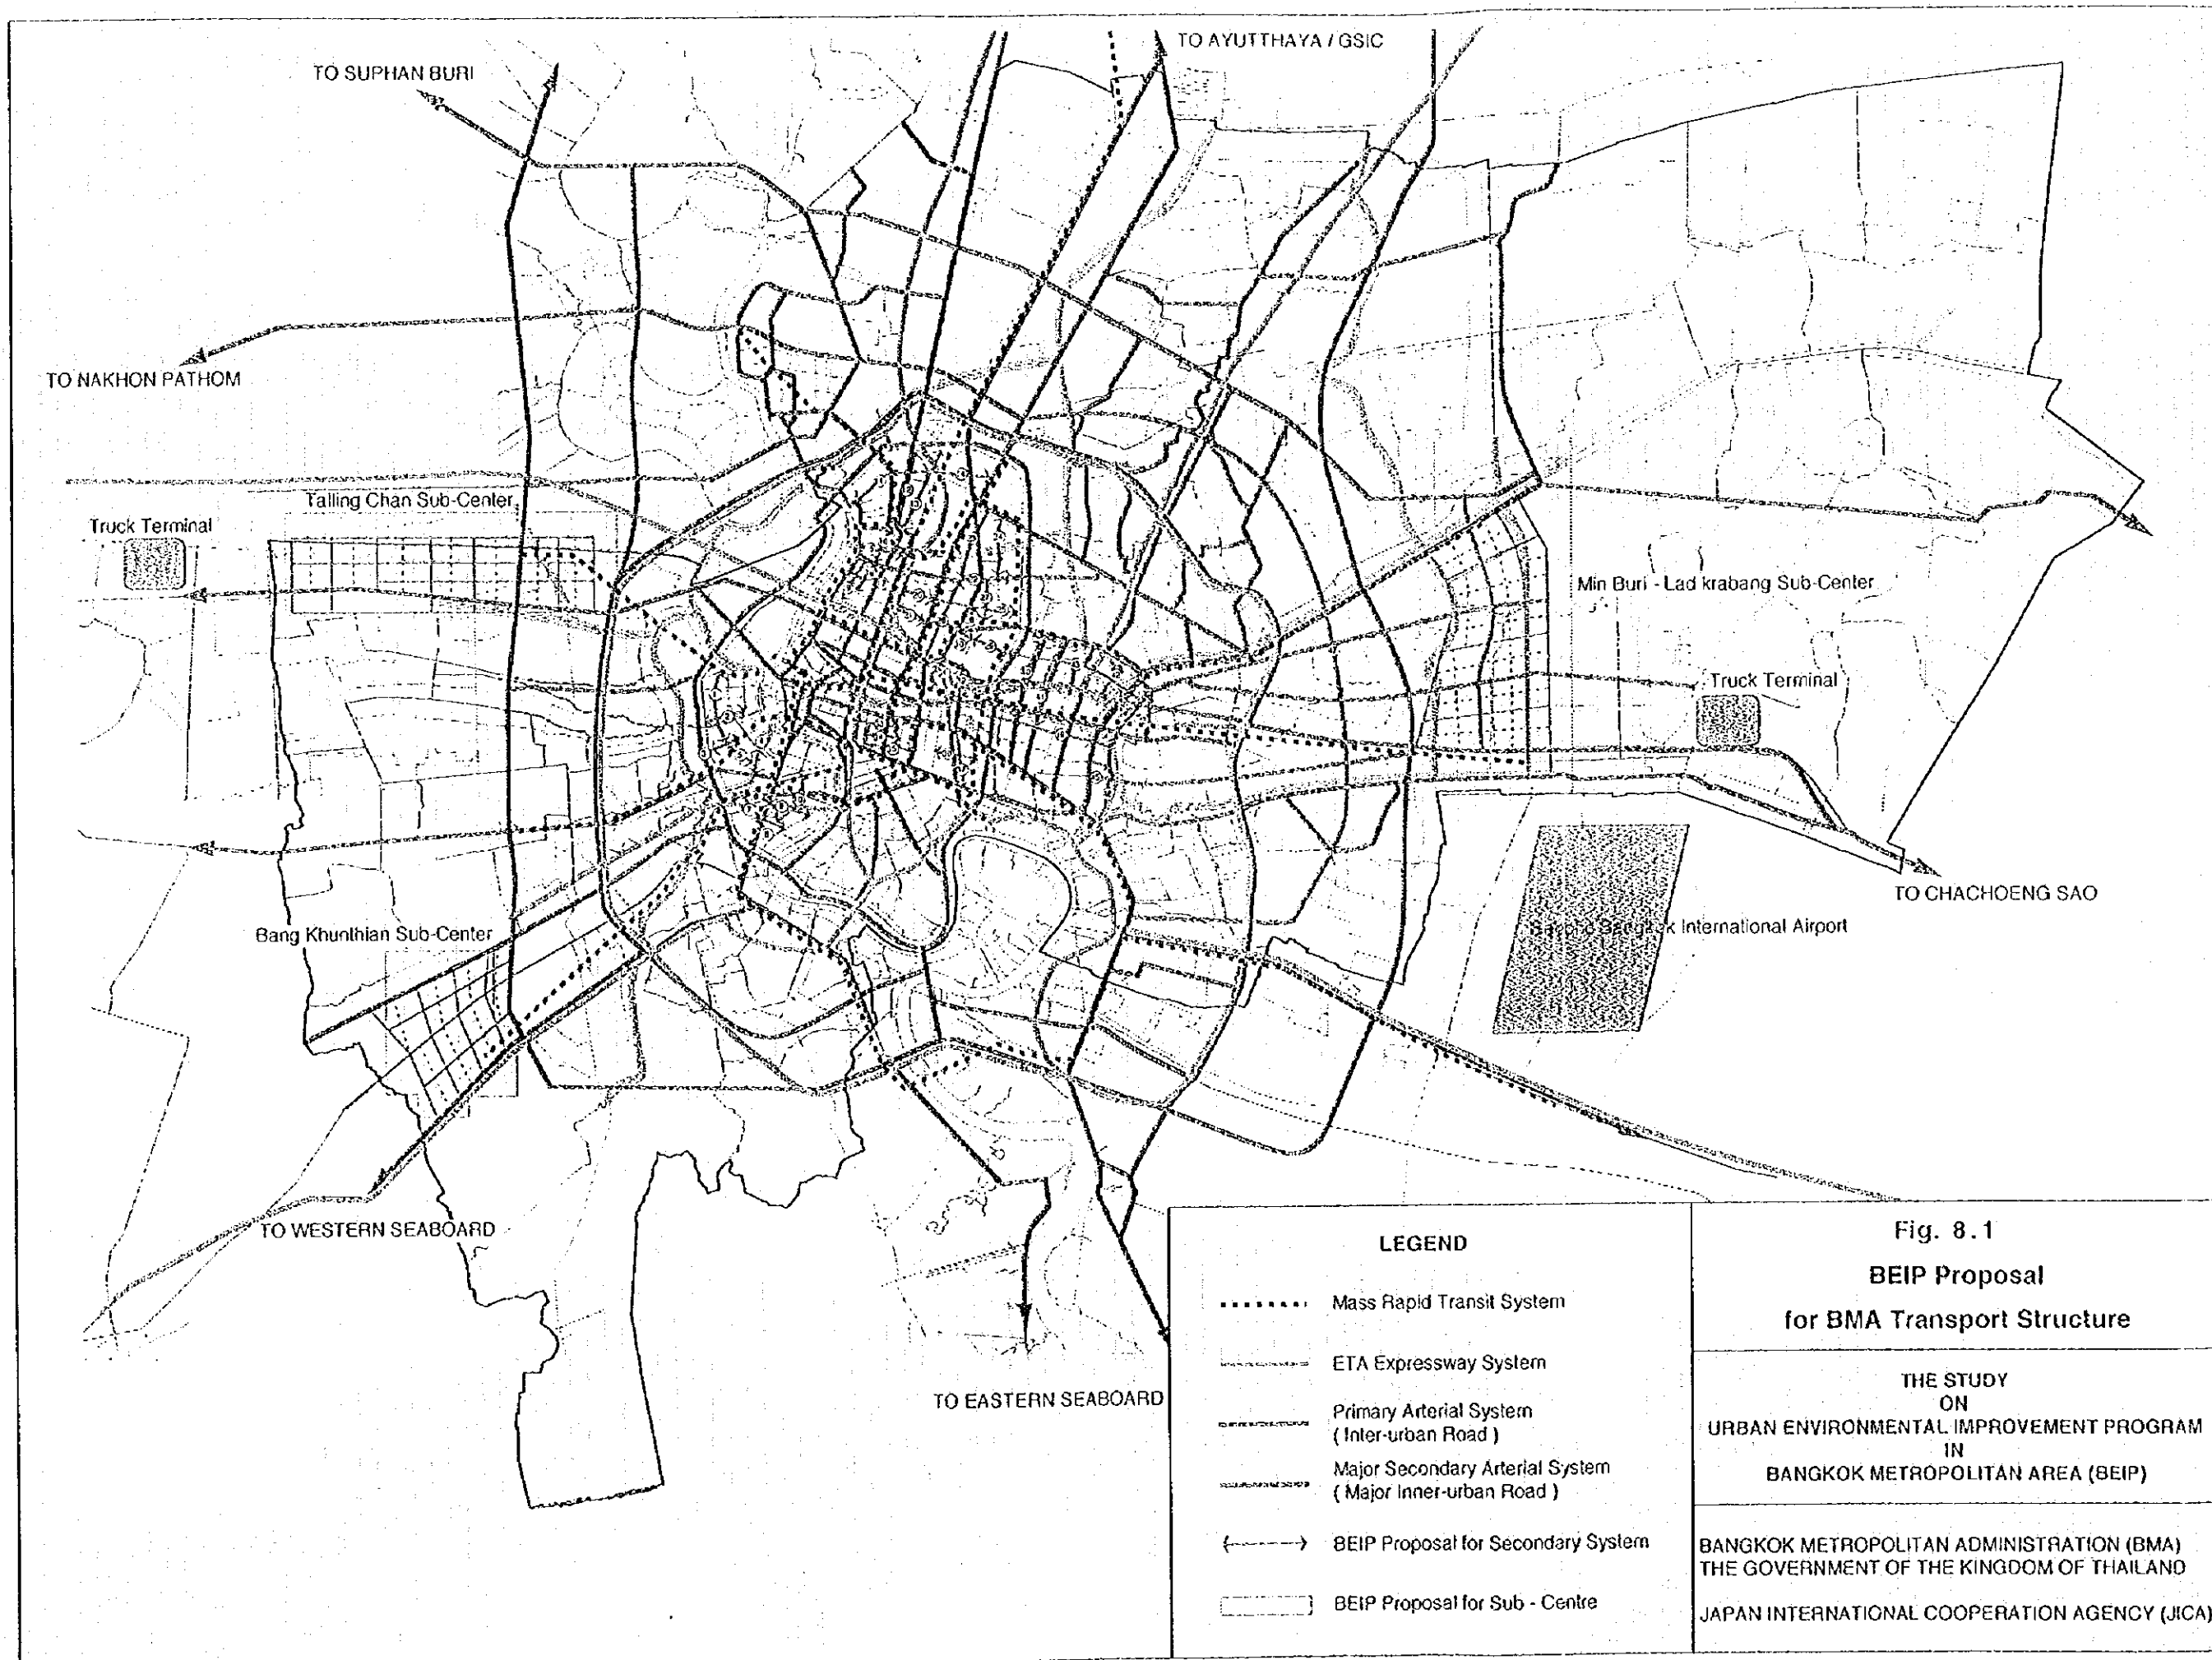 TO SUPHAN BURI
TO AYUTTHAYA / GSIC
TO NAKHON PATHOM
Talling Chan Sub-Center
Truck Terminal
Min Buri - Lad krabang Sub-Center
Truck Terminal
TO CHACHOENG SAO
Bangkok International Airport
Bang Khunthian Sub-Center
TO WESTERN SEABOARD
TO EASTERN SEABOARD
LEGEND
Mass Rapid Transit System
ETA Expressway System
Primary Arterial System
( Inter-urban Road )
Major Secondary Arterial System
( Major Inner-urban Road )
BEIP Proposal for Secondary System
BEIP Proposal for Sub - Centre
Fig. 8.1
BEIP Proposal
for BMA Transport Structure
THE STUDY
ON
URBAN ENVIRONMENTAL IMPROVEMENT PROGRAM
IN
BANGKOK METROPOLITAN AREA (BEIP)
BANGKOK METROPOLITAN ADMINISTRATION (BMA)
THE GOVERNMENT OF THE KINGDOM OF THAILAND
JAPAN INTERNATIONAL COOPERATION AGENCY (JICA)